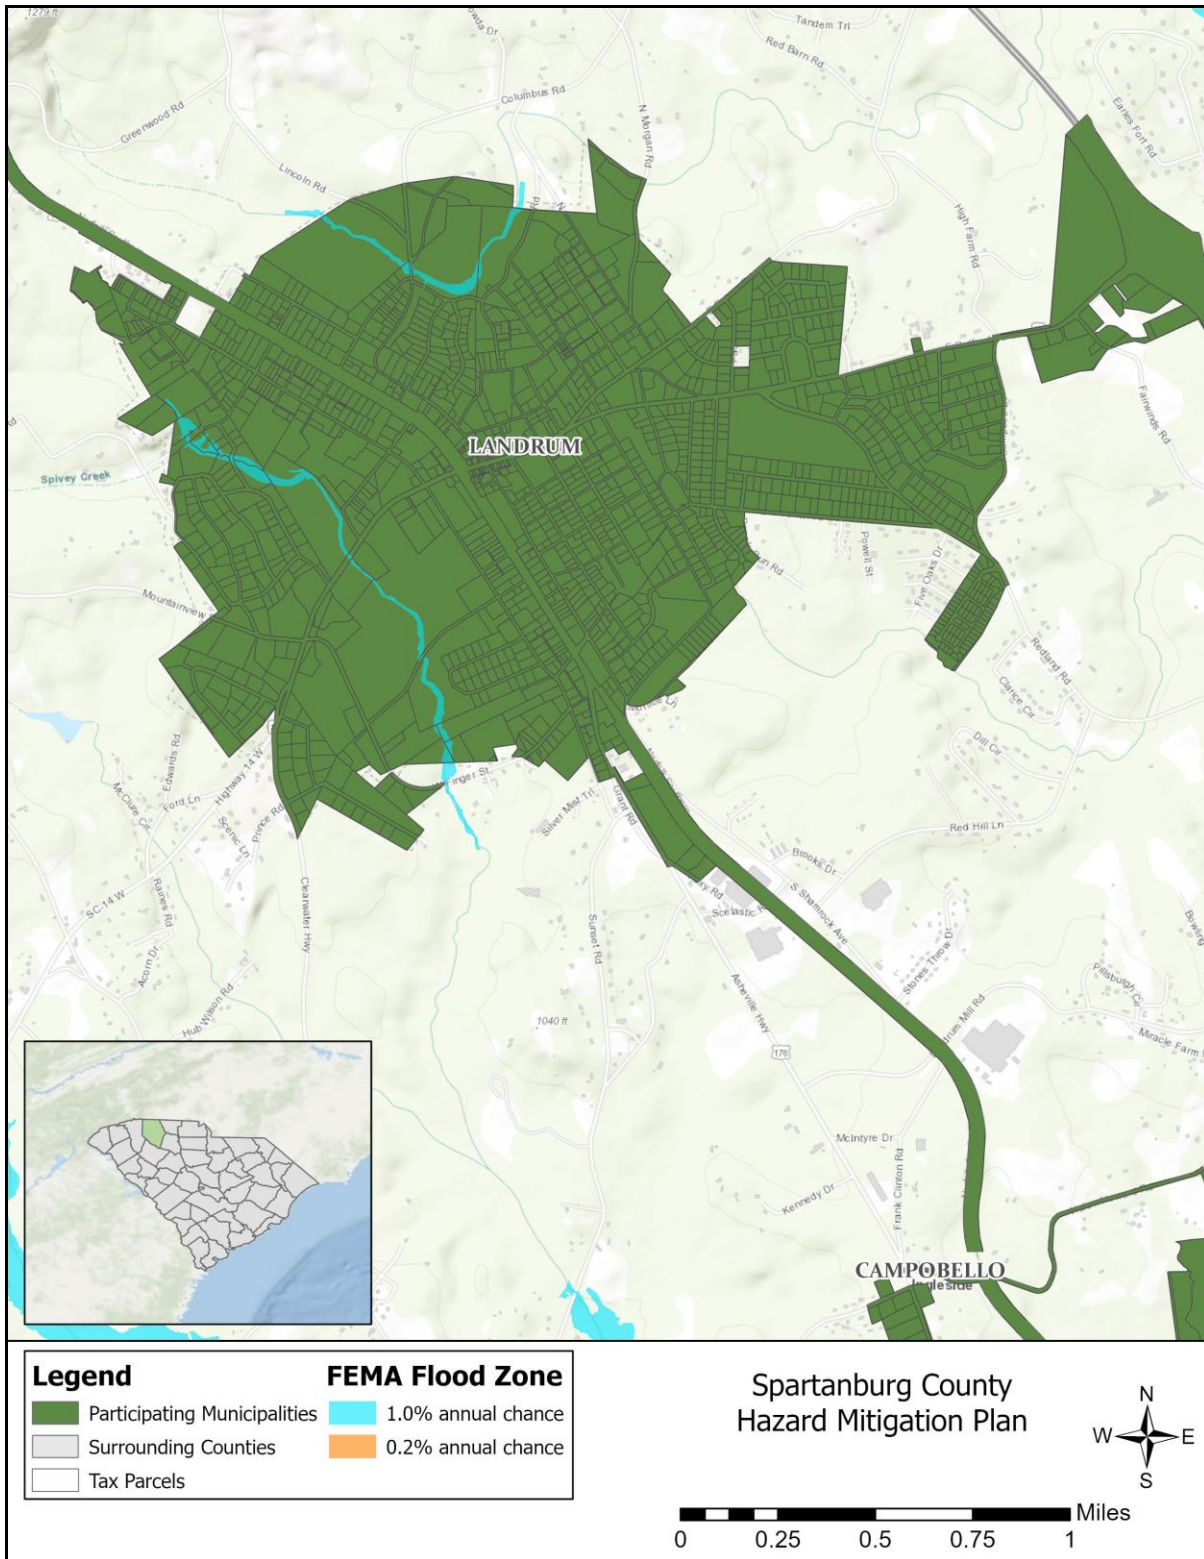 1279 ft
Tandem Trl
Red Barn Rd
Columbus Rd
Greenwood Rd
N Morgan Rd
Earles Fort Rd
Lincoln Rd
High Farm Rd
Fairwinds Rd
LANDRUM
Spivey Creek
Powell St
Five Oaks Dr
Mountainview
Redland Rd
Clarice Cir
Dill Cir
Edwards Rd
Highway 14 W
McClure Cir
Ford Ln
Scenic Ln
Prince Rd
Finger St
Silver Mist Trl
Grant Rd
Red Hill Ln
Brooks Dr
S Shamrock Ave
SC 14 W
Raines Rd
Acorn Dr
Clearwater Hwy
Sunset Rd
Stones Throw Dr
Pillsburgh Cir
Hub Wilson Rd
Asheville Hwy
1040 ft
176
Miracle Farm
McIntyre Dr
Kennedy Dr
Frank Clinton Rd
CAMPOBELLO
Ingleside
Legend
Participating Municipalities
Surrounding Counties
Tax Parcels
FEMA Flood Zone
1.0% annual chance
0.2% annual chance
Spartanburg County
Hazard Mitigation Plan
N
W E
S
Miles
0 0.25 0.5 0.75 1